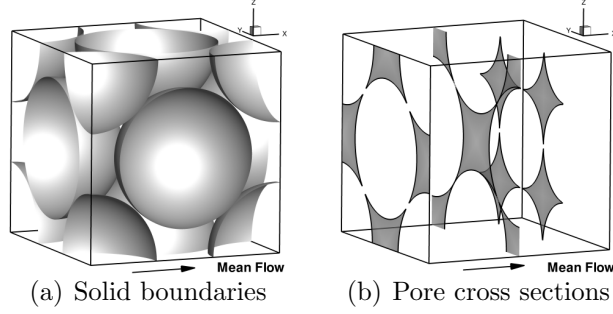 Z
Y
X
Z
Y
X
Mean Flow
Mean Flow
(a) Solid boundaries
(b) Pore cross sections